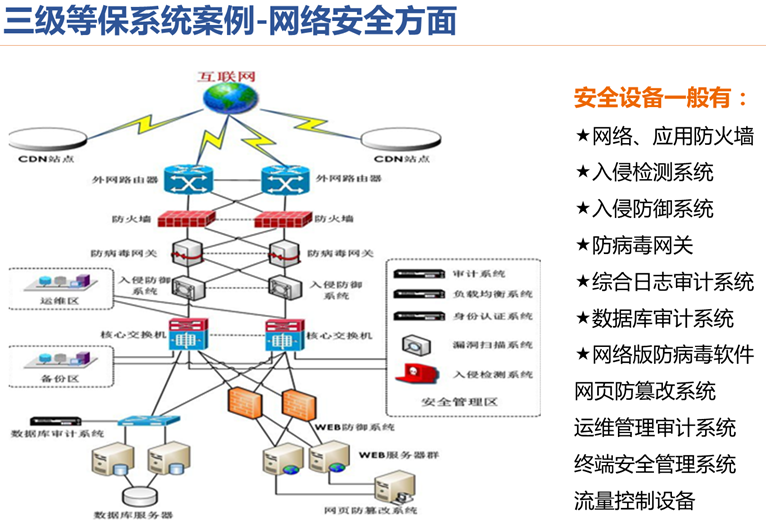 三级等保系统案例-网络安全方面
互联网
CDN站点
CDN站点
外网路由器
外网路由器
防火墙
防火墙
防病毒网关
防病毒网关
入侵防御
系统
入侵防御
系统
运维区
核心交换机
核心交换机
备份区
审计系统
负载均衡系统
身份认证系统
漏洞扫描系统
入侵检测系统
安全管理区
数据库审计系统
WEB防御系统
WEB服务器群
数据库服务器
网页防篡改系统
安全设备一般有：
★网络、应用防火墙
★入侵检测系统
★入侵防御系统
★防病毒网关
★综合日志审计系统
★数据库审计系统
★网络版防病毒软件
网页防篡改系统
运维管理审计系统
终端安全管理系统
流量控制设备